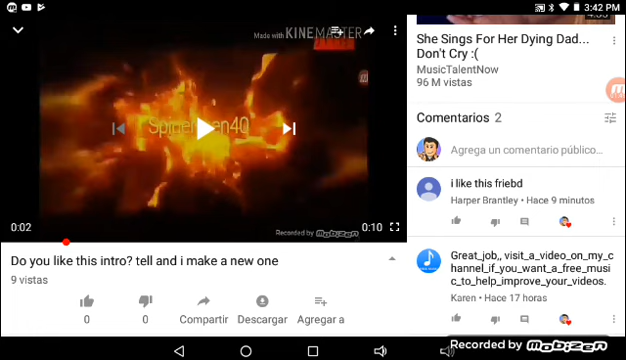 3:42 PM
Made with KINEMASTER
4:55
She Sings For Her Dying Dad...
Don't Cry :(
MusicTalentNow
96 M vistas
Comentarios 2
Agrega un comentario público...
i like this friebd
Harper Brantley • Hace 9 minutos
0:02
0:10
Recorded by mobizen
Do you like this intro? tell and i make a new one
9 vistas
Great_job,, visit_a_video_on_my_c
hannel_if_you_want_a_free_musi
c_to_help_improve_your_videos.
Karen • Hace 17 horas
0
0
Compartir
Descargar
Agregar a
Recorded by mobizen